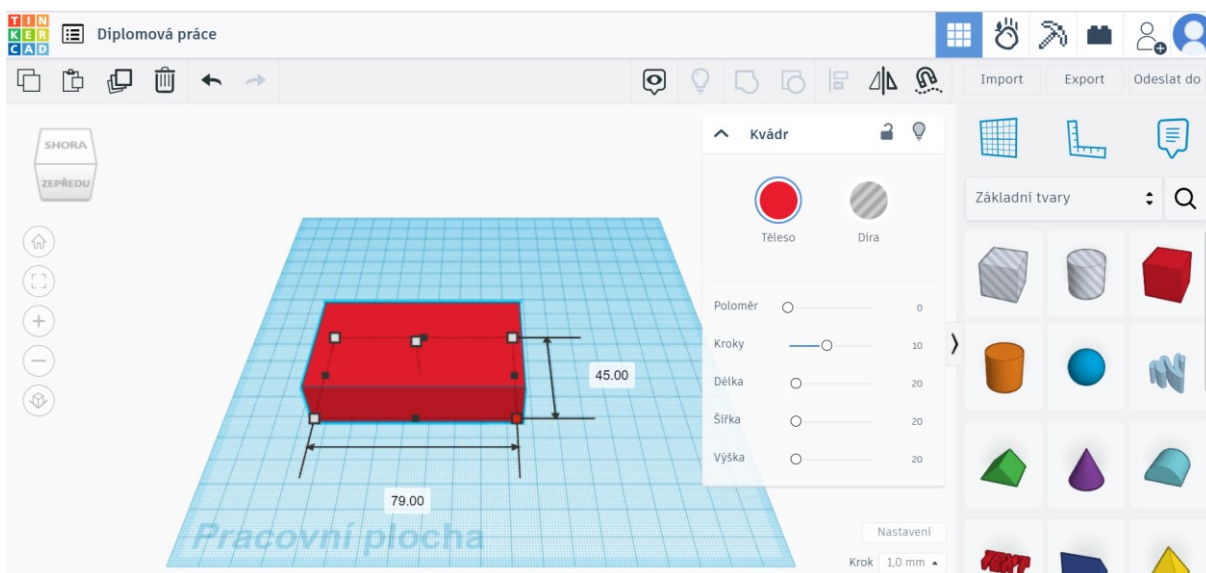 TIN
KER
CAD
Diplomová práce
Import Export Odeslat do
SHORA
ZEPŘEDU
Kvádr
Těleso Díra
Poloměr 0
Kroky 10
Délka 20
Šířka 20
Výška 20
Základní tvary
45.00
79.00
Pracovní plocha
Nastavení
Krok 1,0 mm
TEXT